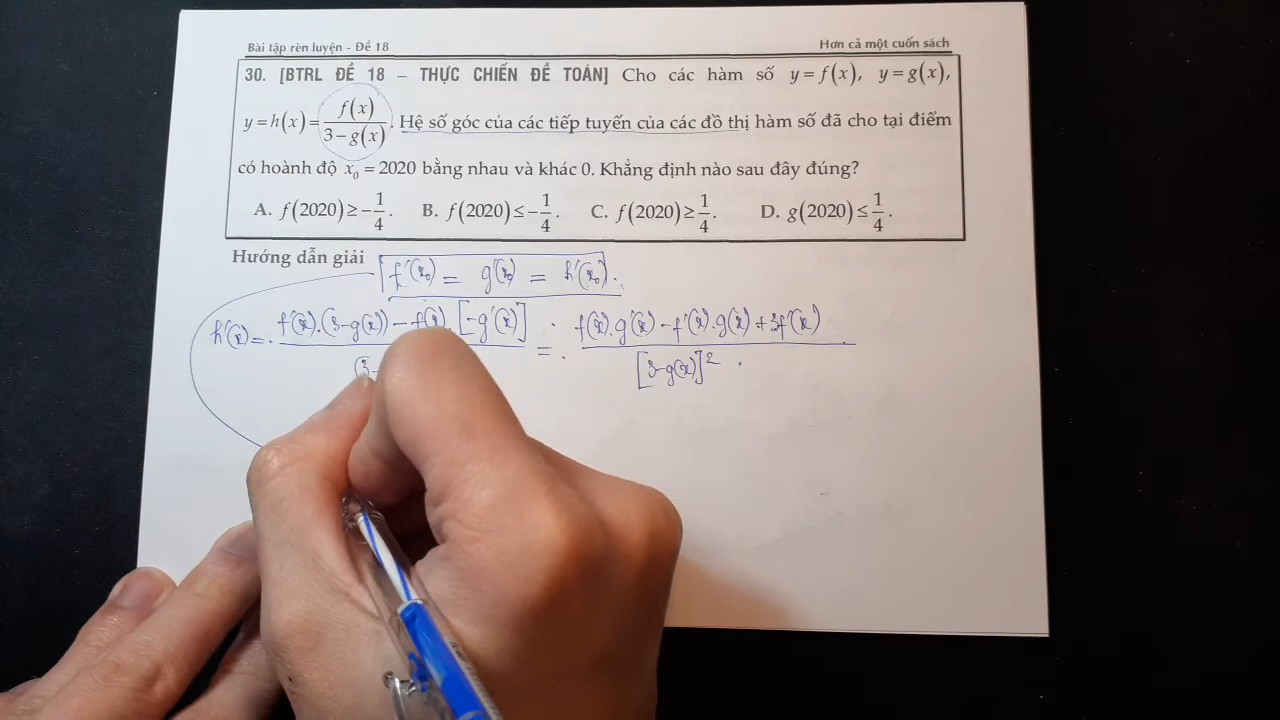 Bài tập rèn luyện - Đề 18 Hơn cả một cuốn sách
30. [BTRL ĐỀ 18 – THỰC CHIẾN ĐỀ TOÁN] Cho các hàm số y = f(x), y = g(x),
y = h(x) = f(x) / (3 − g(x)). Hệ số góc của các tiếp tuyến của các đồ thị hàm số đã cho tại điểm
có hoành độ x₀ = 2020 bằng nhau và khác 0. Khẳng định nào sau đây đúng?
A. f(2020) ≥ −1/4. B. f(2020) ≤ −1/4. C. f(2020) ≥ 1/4. D. g(2020) ≤ 1/4.
Hướng dẫn giải
f'(x₀) = g'(x₀) = h'(x₀).
h'(x) = f'(x).(3−g(x)) − f(x).[−g'(x)] / (3− = f(x).g'(x) − f'(x).g(x) + 3f'(x) / [3−g(x)]²